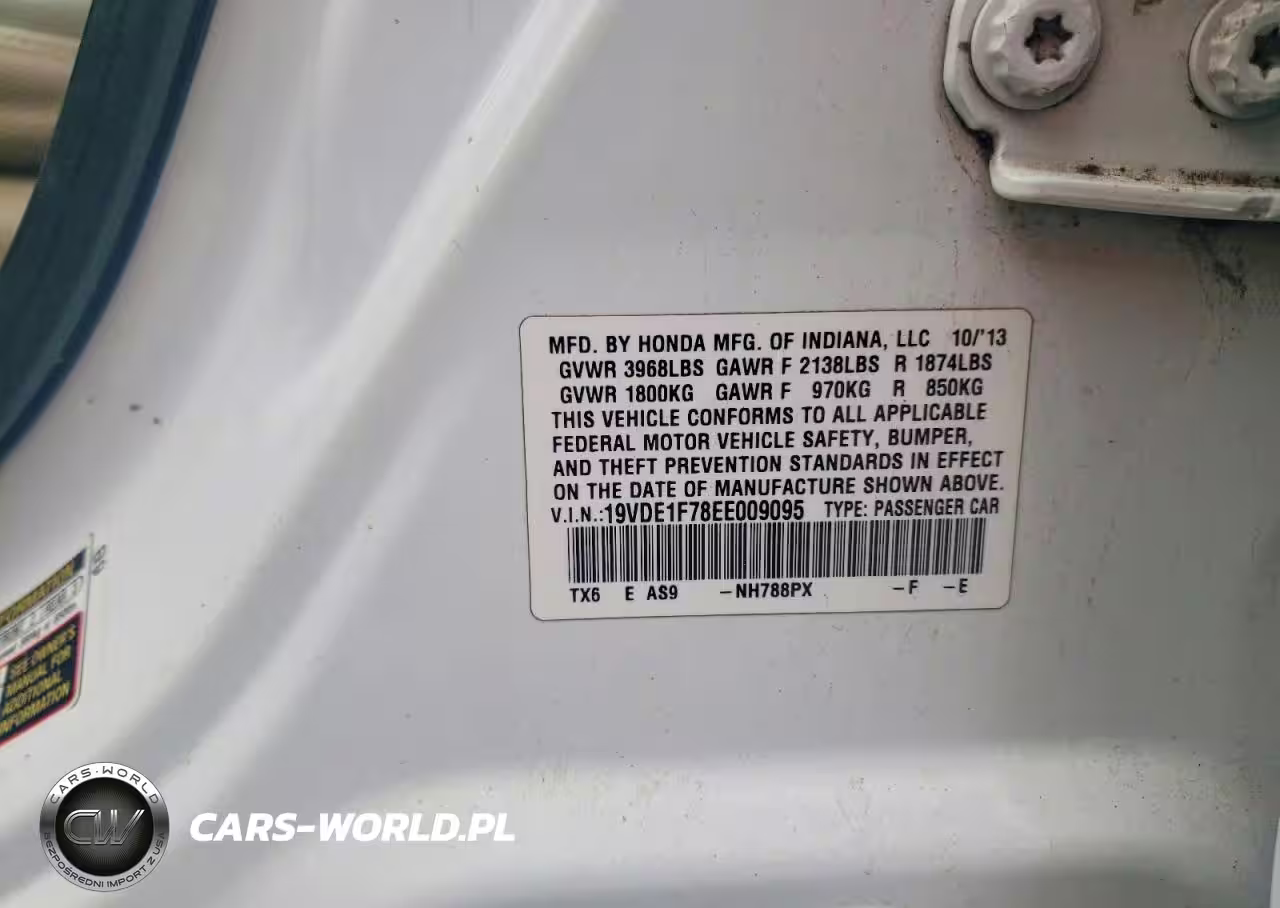 MFD. BY HONDA MFG. OF INDIANA, LLC 10/'13
GVWR 3968LBS GAWR F 2138LBS R 1874LBS
GVWR 1800KG GAWR F 970KG R 850KG
THIS VEHICLE CONFORMS TO ALL APPLICABLE
FEDERAL MOTOR VEHICLE SAFETY, BUMPER,
AND THEFT PREVENTION STANDARDS IN EFFECT
ON THE DATE OF MANUFACTURE SHOWN ABOVE.
V.I.N.:19VDE1F78EE009095 TYPE: PASSENGER CAR
TX6 E AS9 -NH788PX -F -E
SEE OWNER'S
MANUAL FOR
ADDITIONAL
INFORMATION
CARS-WORLD
CW
BEZPOŚREDNI IMPORT Z USA
CARS-WORLD.PL